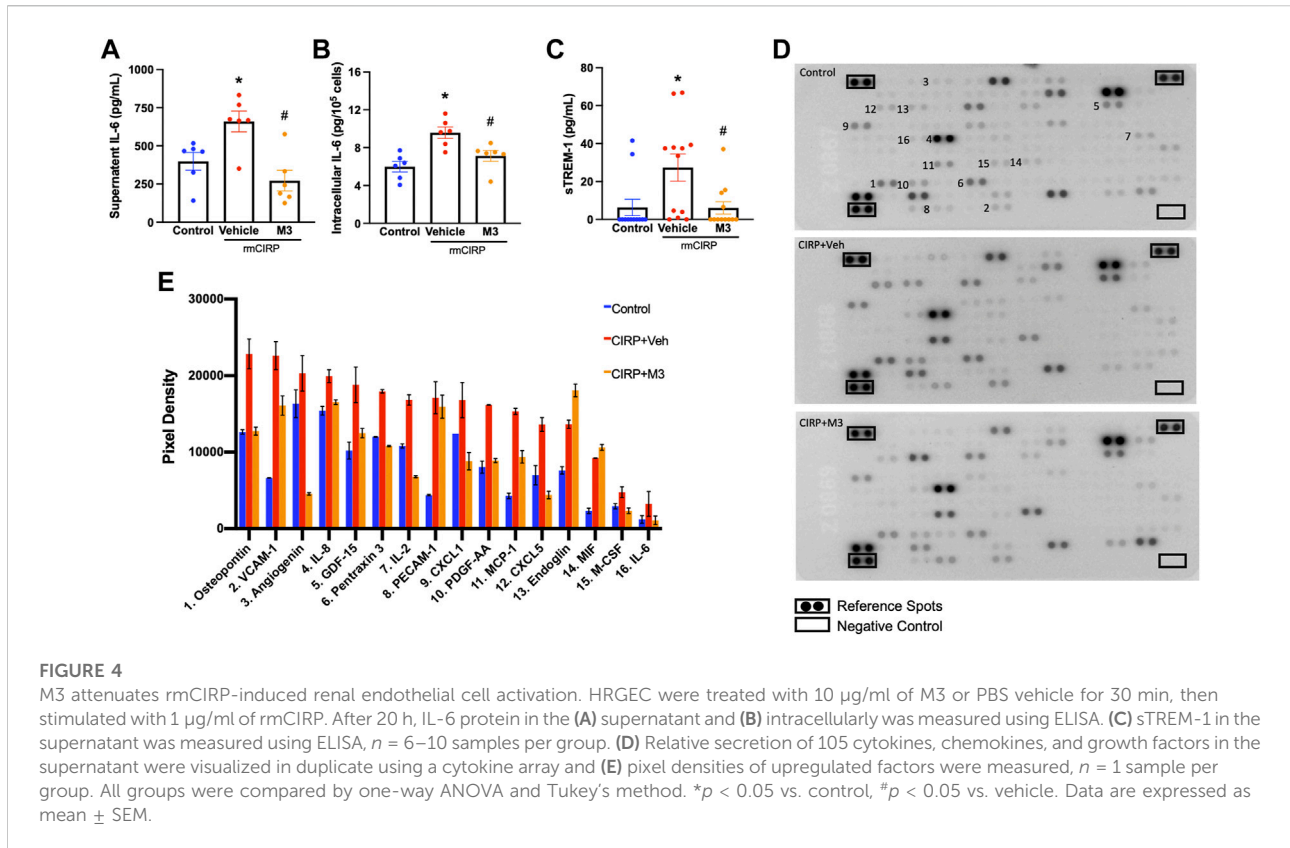 A
Supernatent IL-6 (pg/mL)
1000
750
500
250
0
*
#
Control
Vehicle
M3
rmCIRP
B
Intracellular IL-6 (pg/10⁵ cells)
16
12
8
4
0
*
#
Control
Vehicle
M3
rmCIRP
C
sTREM-1 (pg/mL)
80
60
40
20
0
*
#
Control
Vehicle
M3
rmCIRP
D
Control
3
12
13
5
9
16
4
7
11
15
14
1
10
6
8
2
CIRP+Veh
CIRP+M3
Reference Spots
Negative Control
E
Pixel Density
30000
20000
10000
0
Control
CIRP+Veh
CIRP+M3
1. Osteopontin
2. VCAM-1
3. Angiogenin
4. IL-8
5. GDF-15
6. Pentraxin 3
7. IL-2
8. PECAM-1
9. CXCL1
10. PDGF-AA
11. MCP-1
12. CXCL5
13. Endoglin
14. MIF
15. M-CSF
16. IL-6
FIGURE 4
M3 attenuates rmCIRP-induced renal endothelial cell activation. HRGEC were treated with 10 μg/ml of M3 or PBS vehicle for 30 min, then
stimulated with 1 μg/ml of rmCIRP. After 20 h, IL-6 protein in the (A) supernatant and (B) intracellularly was measured using ELISA. (C) sTREM-1 in the
supernatant was measured using ELISA, n = 6–10 samples per group. (D) Relative secretion of 105 cytokines, chemokines, and growth factors in the
supernatant were visualized in duplicate using a cytokine array and (E) pixel densities of upregulated factors were measured, n = 1 sample per
group. All groups were compared by one-way ANOVA and Tukey's method. *p < 0.05 vs. control, #p < 0.05 vs. vehicle. Data are expressed as
mean ± SEM.